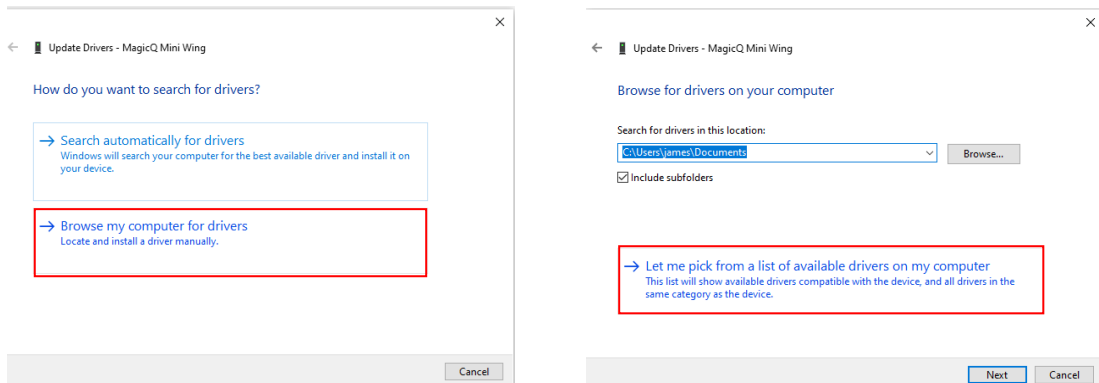 Update Drivers - MagicQ Mini Wing
How do you want to search for drivers?
Search automatically for drivers
Windows will search your computer for the best available driver and install it on
your device.
Browse my computer for drivers
Locate and install a driver manually.
Cancel
Update Drivers - MagicQ Mini Wing
Browse for drivers on your computer
Search for drivers in this location:
C:\Users\james\Documents
Browse...
Include subfolders
Let me pick from a list of available drivers on my computer
This list will show available drivers compatible with the device, and all drivers in the
same category as the device.
Next
Cancel